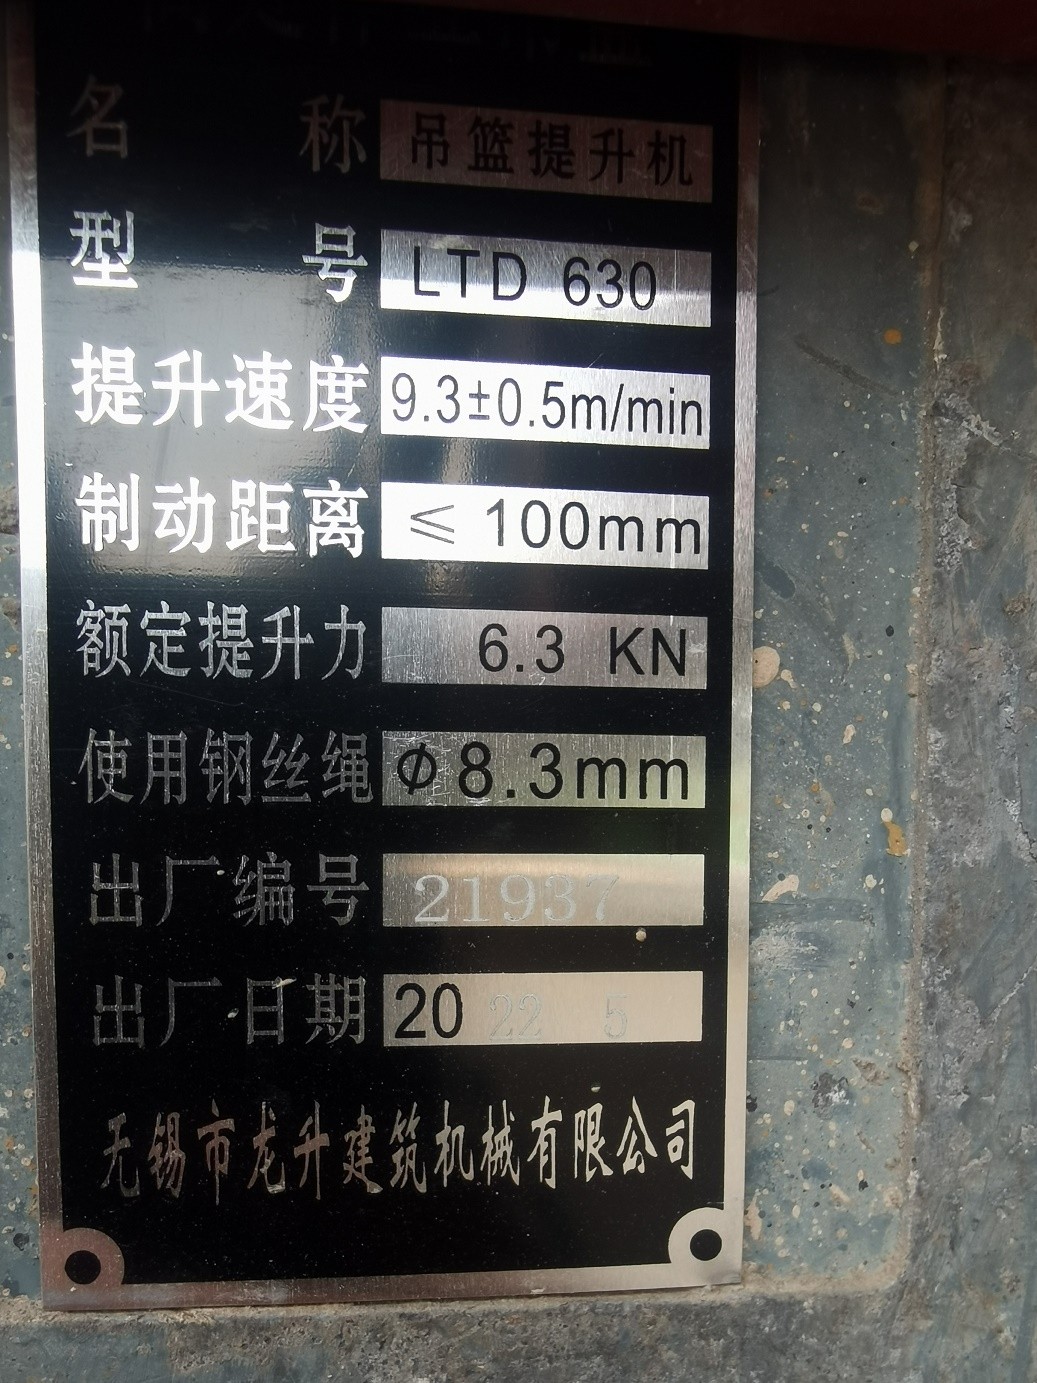 名称 吊篮提升机
型号 LTD 630
提升速度 9.3±0.5m/min
制动距离 ≤100mm
额定提升力 6.3 KN
使用钢丝绳 Φ8.3mm
出厂编号 21937
出厂日期 2022 5
无锡市龙升建筑机械有限公司